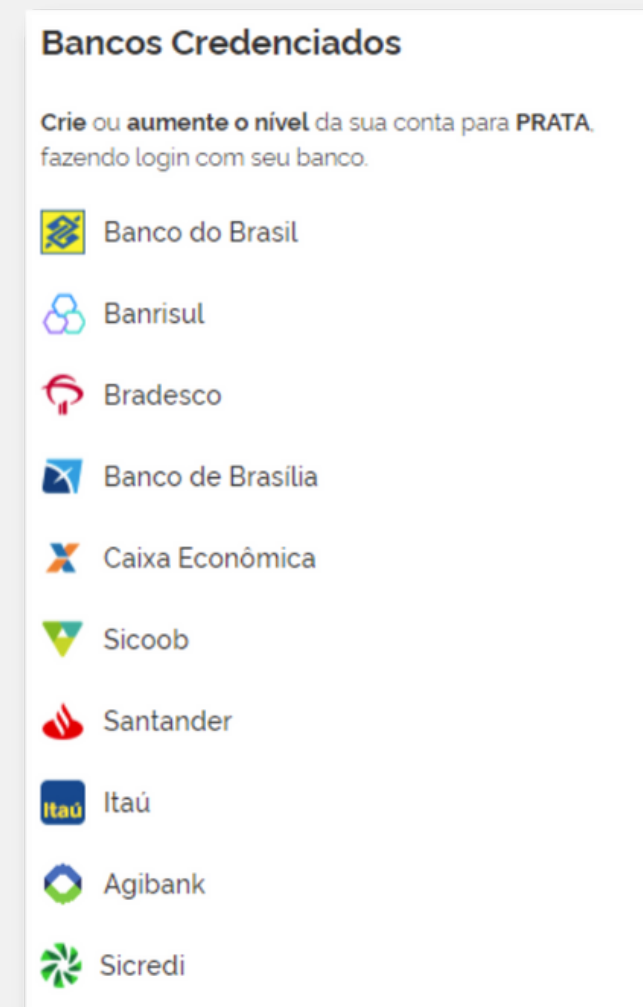 Bancos Credenciados
Crie ou aumente o nível da sua conta para PRATA,
fazendo login com seu banco.
Banco do Brasil
Banrisul
Bradesco
Banco de Brasília
Caixa Econômica
Sicoob
Santander
Itaú Itaú
Agibank
Sicredi